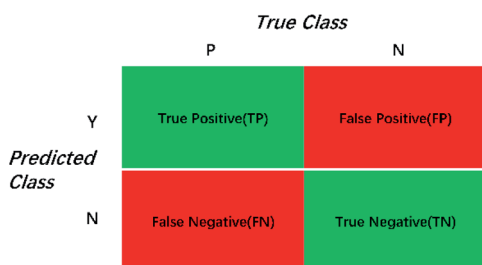 True Class
P N
Y True Positive(TP) False Positive(FP)
Predicted
Class
N False Negative(FN) True Negative(TN)